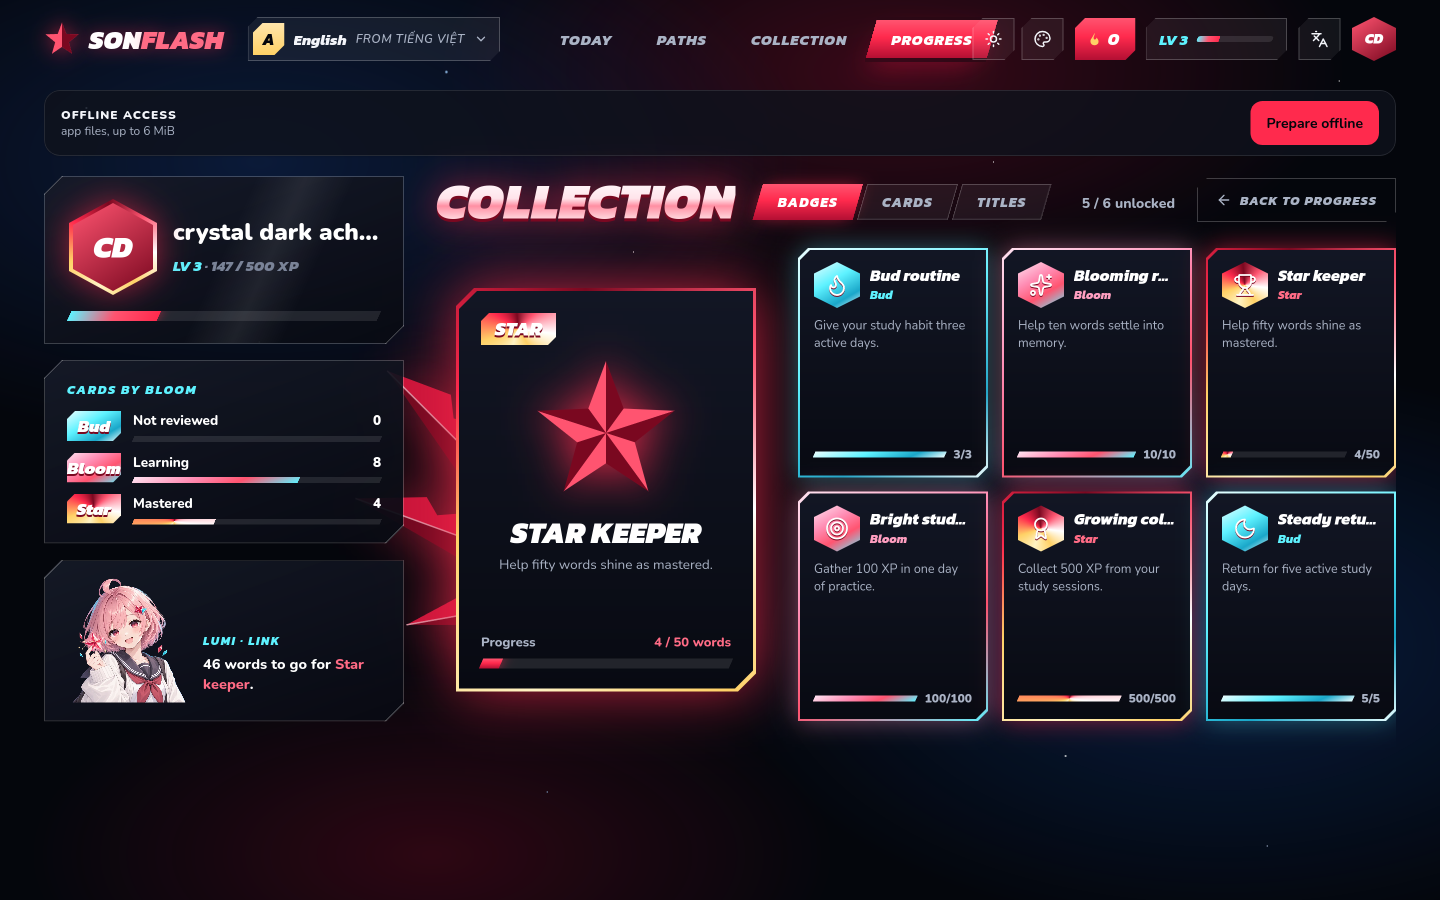 SONFLASH
A English FROM TIẾNG VIỆT
TODAY
PATHS
COLLECTION
PROGRESS
0
LV 3
CD
OFFLINE ACCESS
app files, up to 6 MiB
Prepare offline
CD
crystal dark ach...
LV 3 · 147 / 500 XP
CARDS BY BLOOM
Bud Not reviewed 0
Bloom Learning 8
Star Mastered 4
LUMI · LINK
46 words to go for Star
keeper.
COLLECTION
BADGES
CARDS
TITLES
5 / 6 unlocked
BACK TO PROGRESS
STAR
STAR KEEPER
Help fifty words shine as mastered.
Progress 4 / 50 words
Bud routine
Bud
Give your study habit three
active days.
3/3
Blooming r...
Bloom
Help ten words settle into
memory.
10/10
Star keeper
Star
Help fifty words shine as
mastered.
4/50
Bright stud...
Bloom
Gather 100 XP in one day
of practice.
100/100
Growing col...
Star
Collect 500 XP from your
study sessions.
500/500
Steady retu...
Bud
Return for five active study
days.
5/5